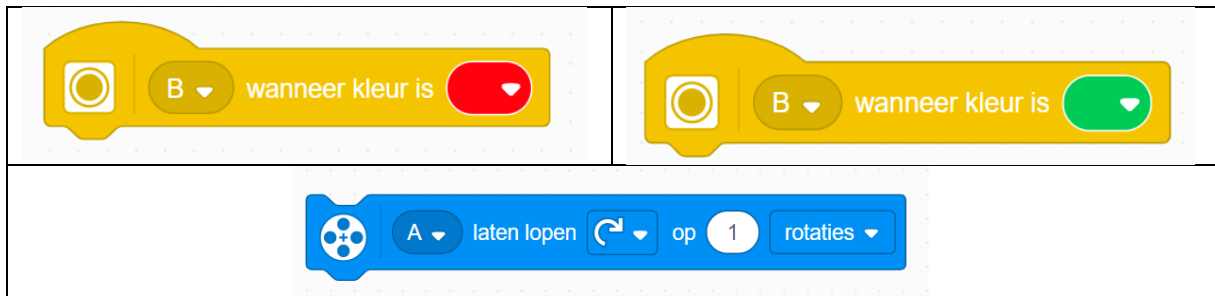 B wanneer kleur is
B wanneer kleur is
A laten lopen op 1 rotaties